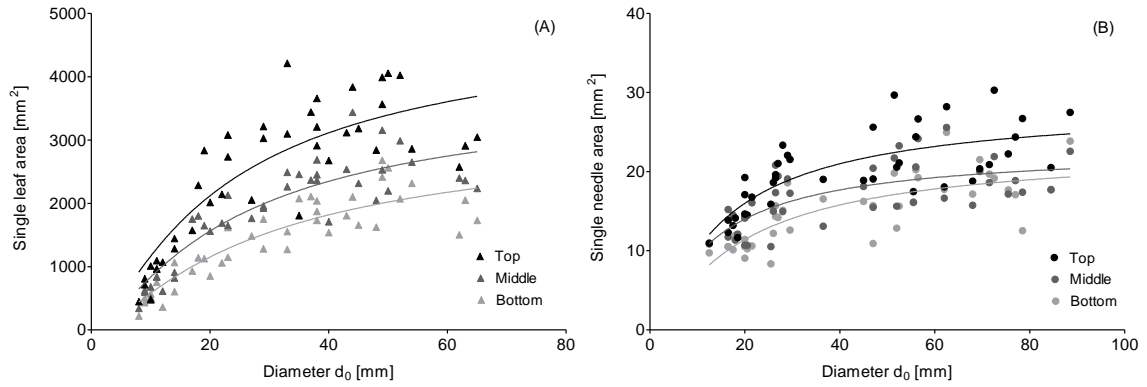 (A)
Single leaf area [mm²]
5000
4000
3000
2000
1000
0
0 20 40 60 80
Diameter d₀ [mm]
Top
Middle
Bottom
(B)
Single needle area [mm²]
40
30
20
10
0
0 20 40 60 80 100
Diameter d₀ [mm]
Top
Middle
Bottom